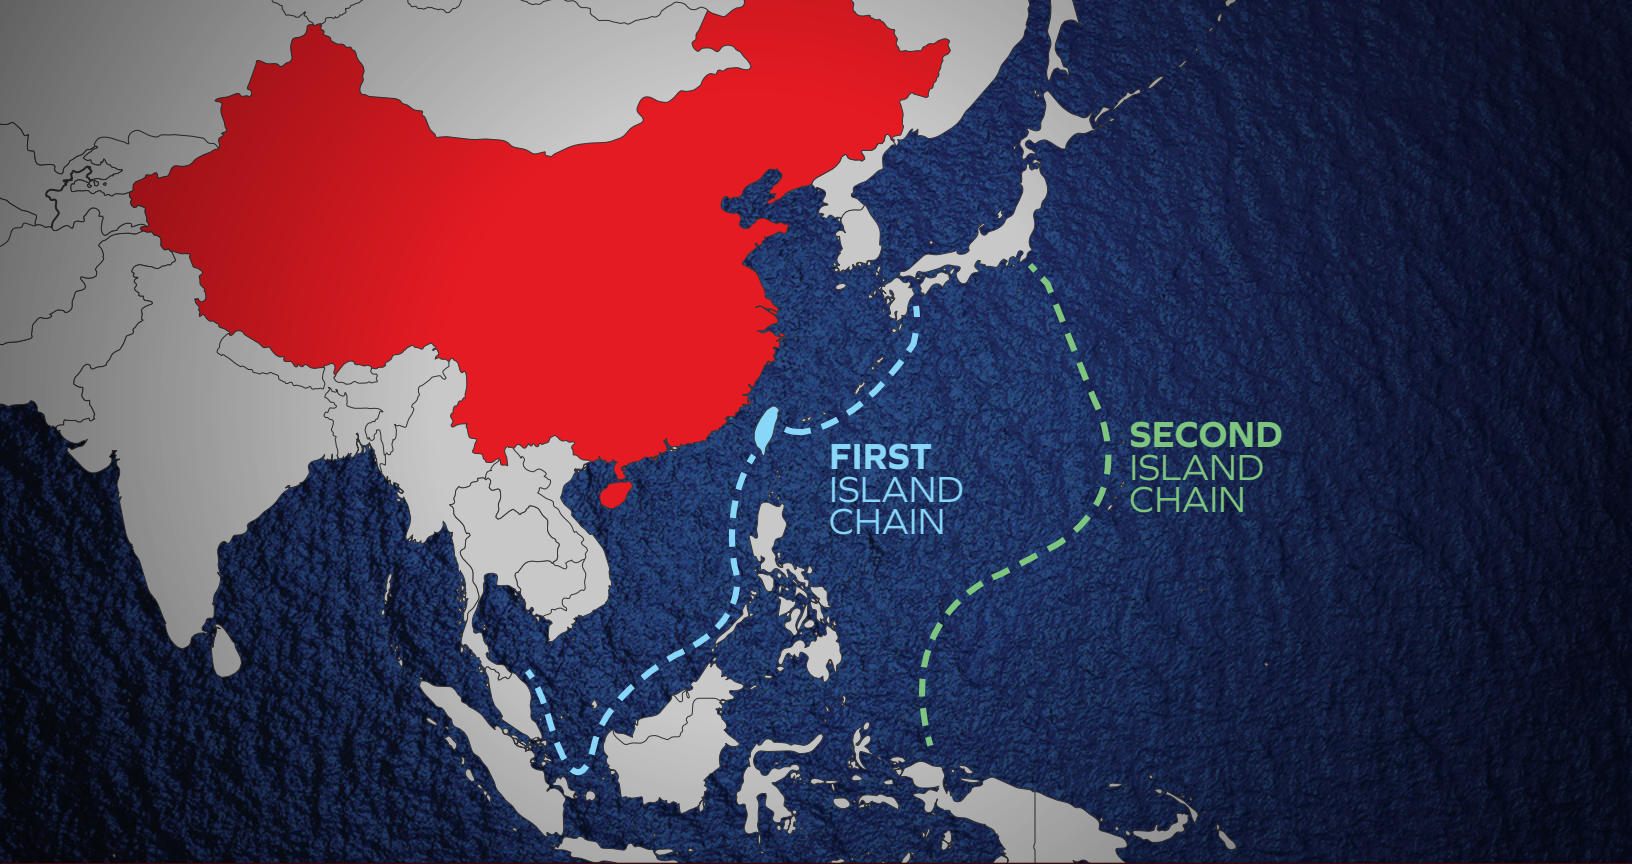 FIRST
ISLAND
CHAIN
SECOND
ISLAND
CHAIN